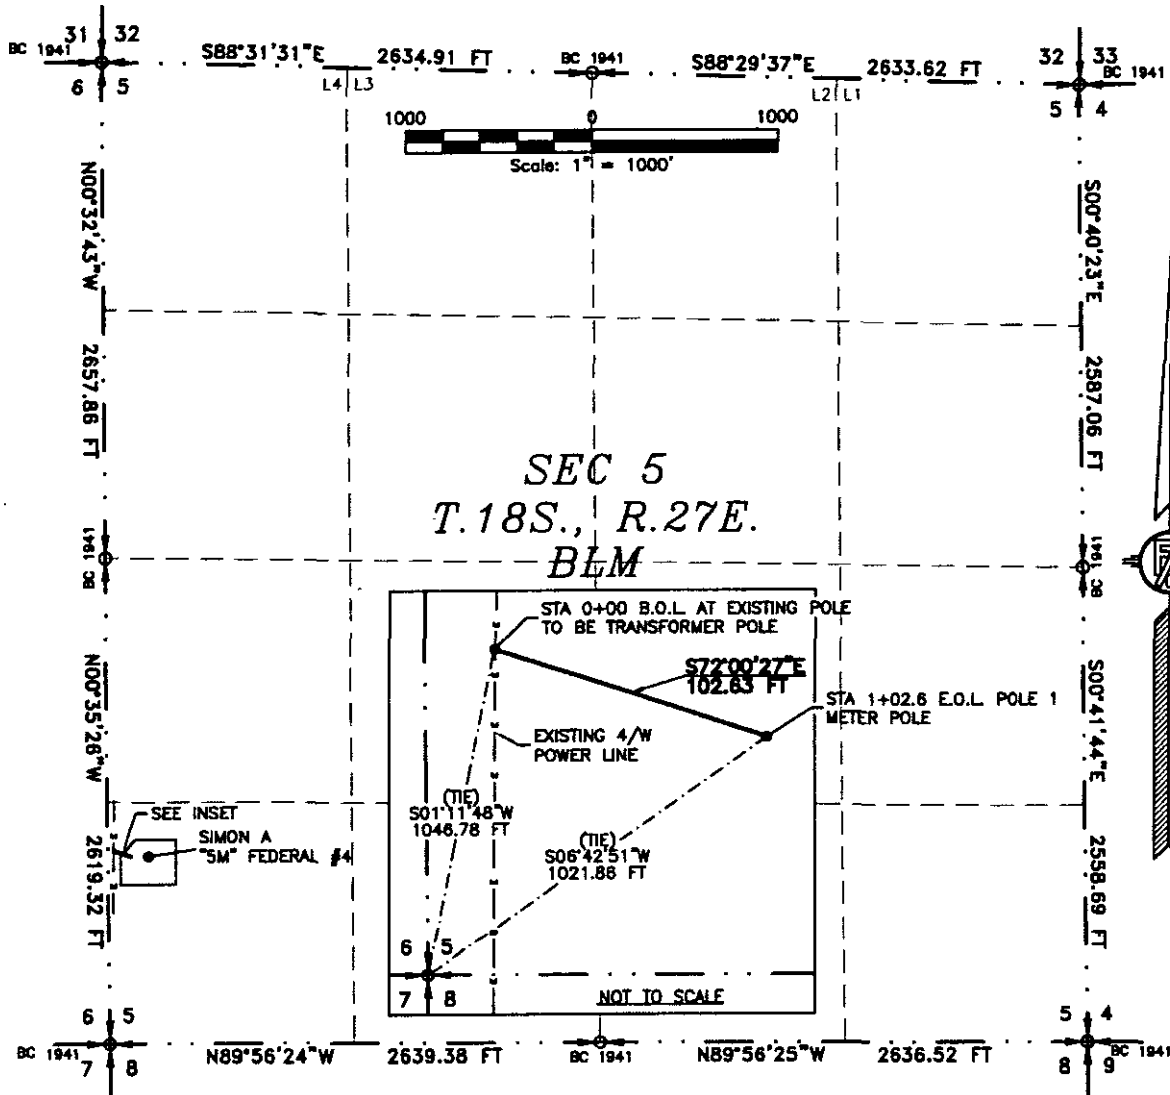 31 32
BC 1941
6 5
S88°31'31"E 2634.91 FT
BC 1941
S88°29'37"E 2633.62 FT
32 33
BC 1941
5 4
L4 L3
L2 L1
1000 0 1000
Scale: 1" = 1000'
N00°32'43"W 2657.86 FT
S00°40'23"E 2587.06 FT
SEC 5
T.18S., R.27E.
BLM
BC 1941
BC 1941
STA 0+00 B.O.L. AT EXISTING POLE
TO BE TRANSFORMER POLE
S72°00'27"E
102.63 FT
STA 1+02.6 E.O.L. POLE 1
METER POLE
EXISTING 4/W
POWER LINE
N00°35'26"W 2619.32 FT
S00°41'44"E 2558.69 FT
(TIE)
S01°11'48"W
1046.78 FT
(TIE)
S06°42'51"W
1021.88 FT
SEE INSET
SIMON A
"5M" FEDERAL #4
6 5
7 8
NOT TO SCALE
6 5
BC 1941
7 8
N89°56'24"W 2639.38 FT
BC 1941
N89°56'25"W 2636.52 FT
5 4
BC 1941
8 9